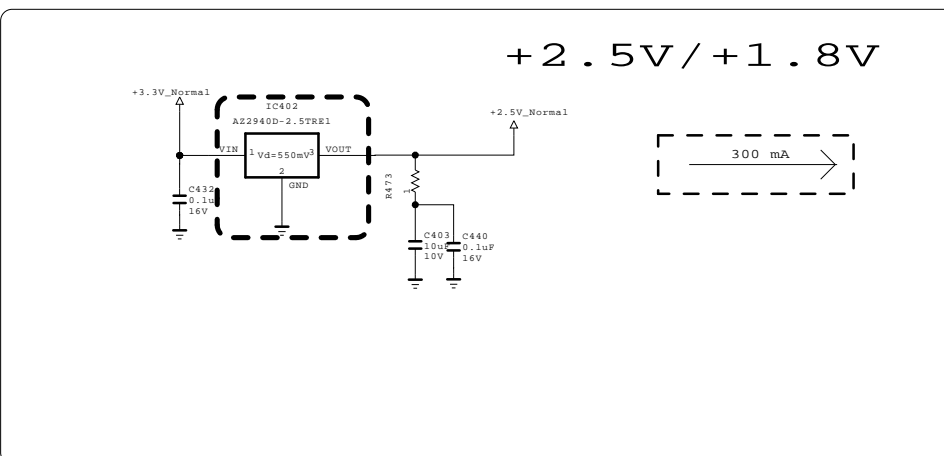 +2.5V/+1.8V
+3.3V_Normal
IC402
AZ2940D-2.5TRE1
+2.5V_Normal
VIN
1
Vd=550mV
3
VOUT
2
GND
300 mA
R473
1
C432
0.1u
16V
C403
10uF
10V
C440
0.1uF
16V